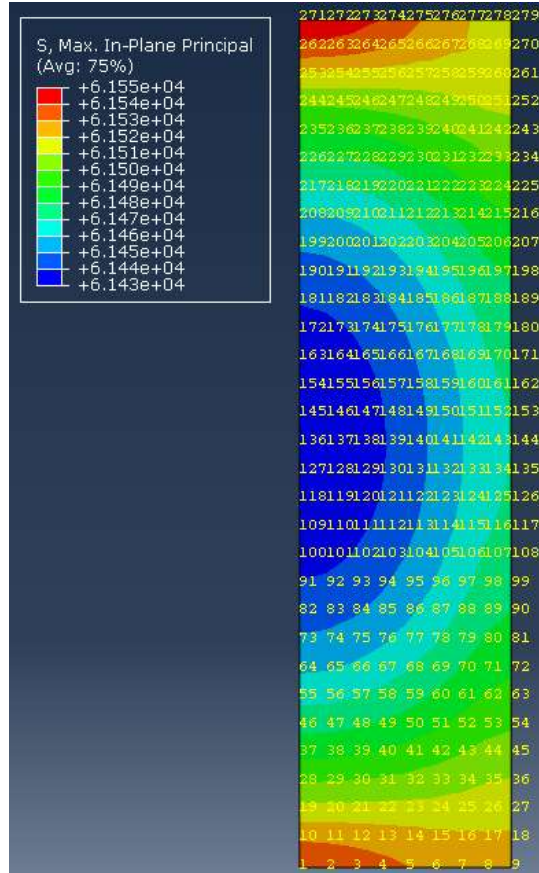 271272273274275276277278279
S, Max. In-Plane Principal
(Avg: 75%)
+6.155e+04
+6.154e+04
+6.153e+04
+6.152e+04
+6.151e+04
+6.150e+04
+6.149e+04
+6.148e+04
+6.147e+04
+6.146e+04
+6.145e+04
+6.144e+04
+6.143e+04
262263264265266267268269270
253254255256257258259260261
244245246247248249250251252
235236237238239240241242243
226227228229230231232233234
217218219220221222223224225
208209210211212213214215216
199200201202203204205206207
190191192193194195196197198
181182183184185186187188189
172173174175176177178179180
163164165166167168169170171
154155156157158159160161162
145146147148149150151152153
136137138139140141142143144
127128129130131132133134135
118119120121122123124125126
109110111112113114115116117
100101102103104105106107108
91 92 93 94 95 96 97 98 99
82 83 84 85 86 87 88 89 90
73 74 75 76 77 78 79 80 81
64 65 66 67 68 69 70 71 72
55 56 57 58 59 60 61 62 63
46 47 48 49 50 51 52 53 54
37 38 39 40 41 42 43 44 45
28 29 30 31 32 33 34 35 36
19 20 21 22 23 24 25 26 27
10 11 12 13 14 15 16 17 18
1 2 3 4 5 6 7 8 9